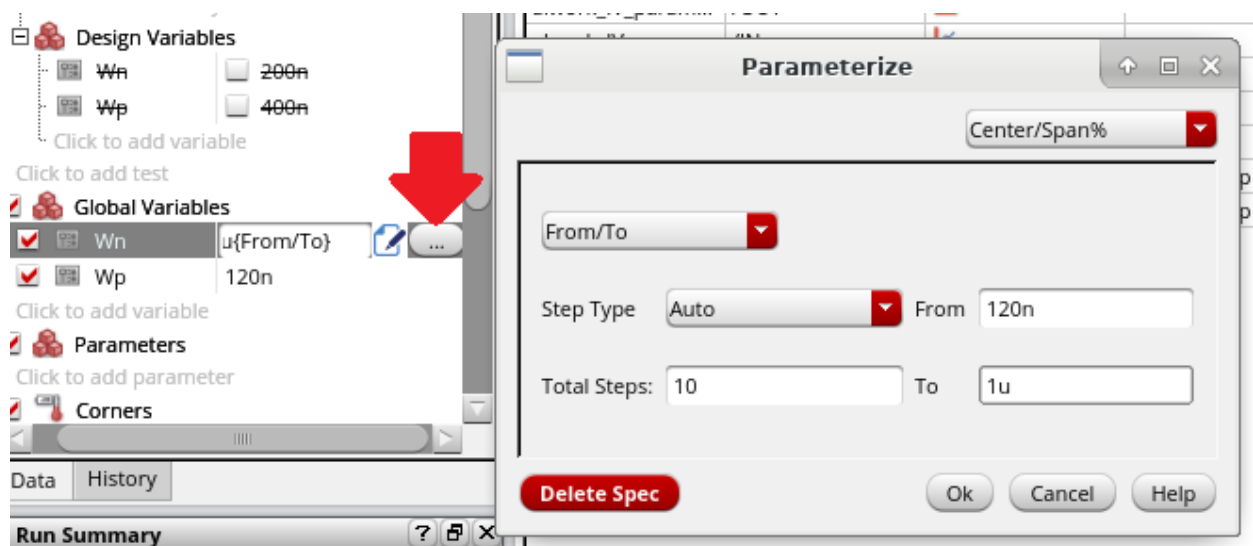 Design Variables
Wn 200n
Wp 400n
Click to add variable
Click to add test
Global Variables
Wn u{From/To} ...
Wp 120n
Click to add variable
Parameters
Click to add parameter
Corners
Data History
Run Summary ?
Parameterize
Center/Span%
From/To
Step Type Auto From 120n
Total Steps: 10 To 1u
Delete Spec Ok Cancel Help
p
p